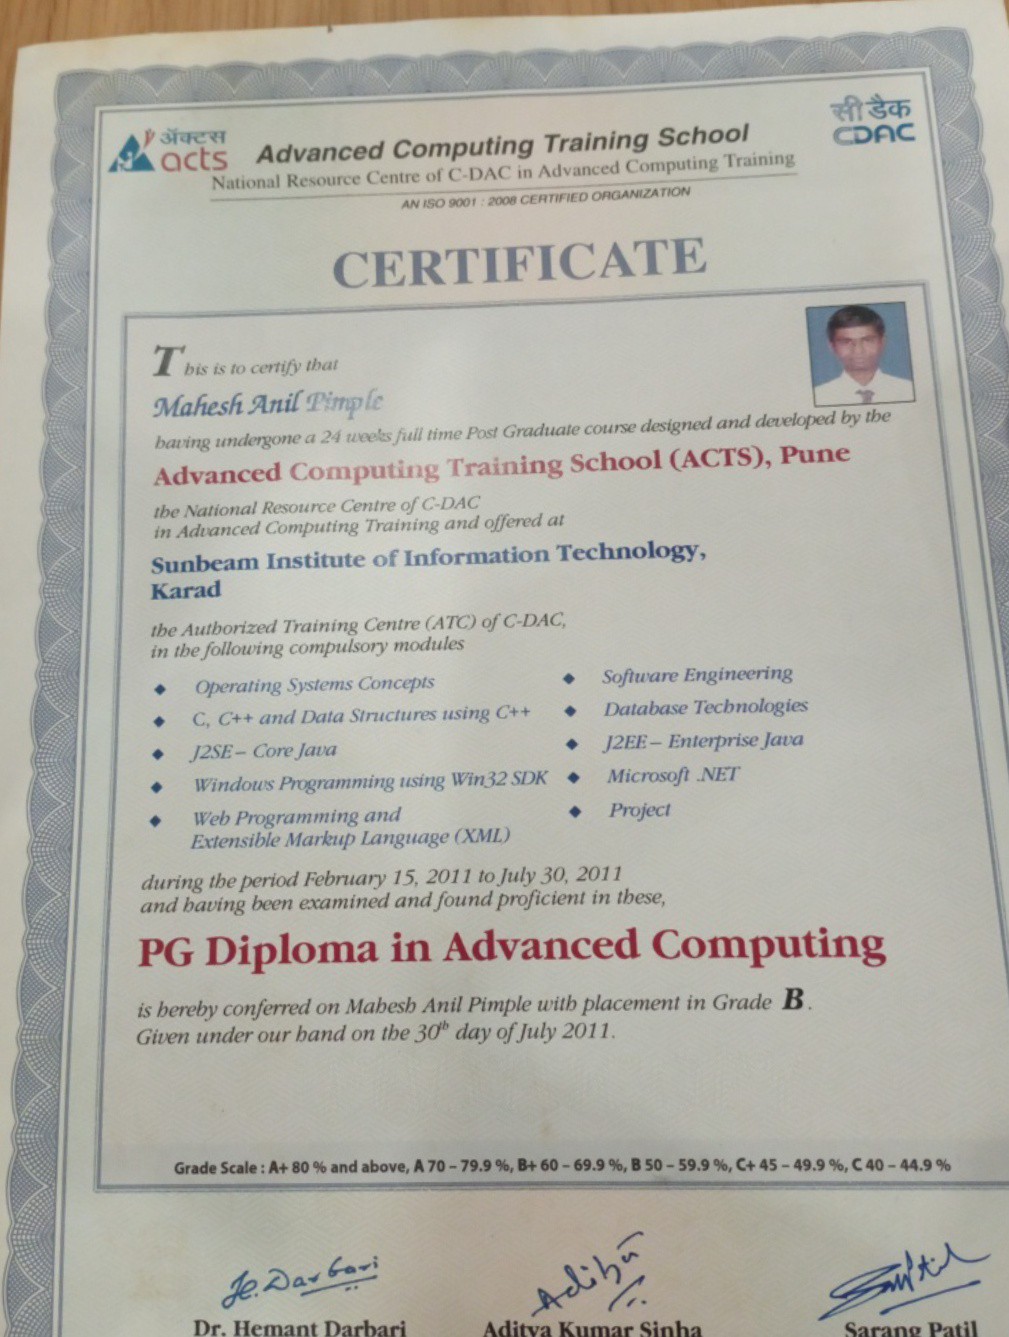 ॲक्टस
acts
सी डैक
CDAC
Advanced Computing Training School
National Resource Centre of C-DAC in Advanced Computing Training
AN ISO 9001 : 2008 CERTIFIED ORGANIZATION
CERTIFICATE
This is to certify that
Mahesh Anil Pimple
having undergone a 24 weeks full time Post Graduate course designed and developed by the
Advanced Computing Training School (ACTS), Pune
the National Resource Centre of C-DAC
in Advanced Computing Training and offered at
Sunbeam Institute of Information Technology,
Karad
the Authorized Training Centre (ATC) of C-DAC,
in the following compulsory modules
◆ Operating Systems Concepts
◆ C, C++ and Data Structures using C++
◆ J2SE – Core Java
◆ Windows Programming using Win32 SDK
◆ Web Programming and
Extensible Markup Language (XML)
◆ Software Engineering
◆ Database Technologies
◆ J2EE – Enterprise Java
◆ Microsoft .NET
◆ Project
during the period February 15, 2011 to July 30, 2011
and having been examined and found proficient in these,
PG Diploma in Advanced Computing
is hereby conferred on Mahesh Anil Pimple with placement in Grade B.
Given under our hand on the 30th day of July 2011.
Grade Scale : A+ 80 % and above, A 70 – 79.9 %, B+ 60 – 69.9 %, B 50 – 59.9 %, C+ 45 – 49.9 %, C 40 – 44.9 %
H. Darbari
Dr. Hemant Darbari
Aditya Kumar Sinha
Sarang Patil